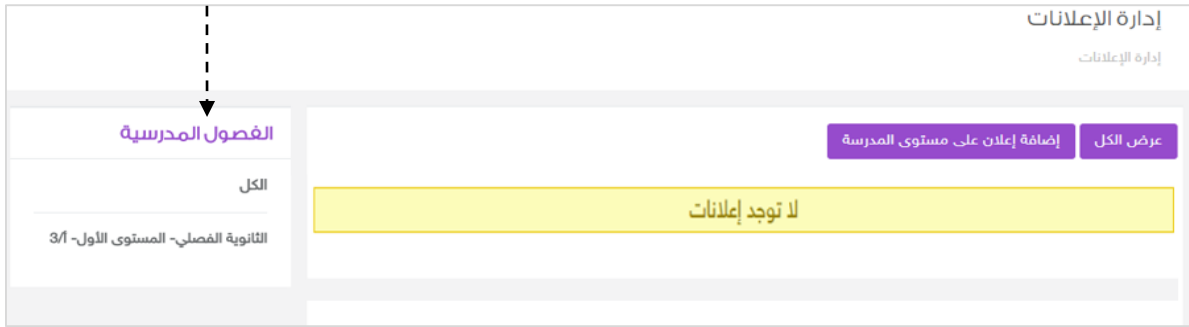 إدارة الإعلانات
إدارة الإعلانات
عرض الكل
إضافة إعلان على مستوى المدرسة
لا توجد إعلانات
الفصول المدرسية
الكل
الثانوية الفصلي- المستوى الأول- أ/3